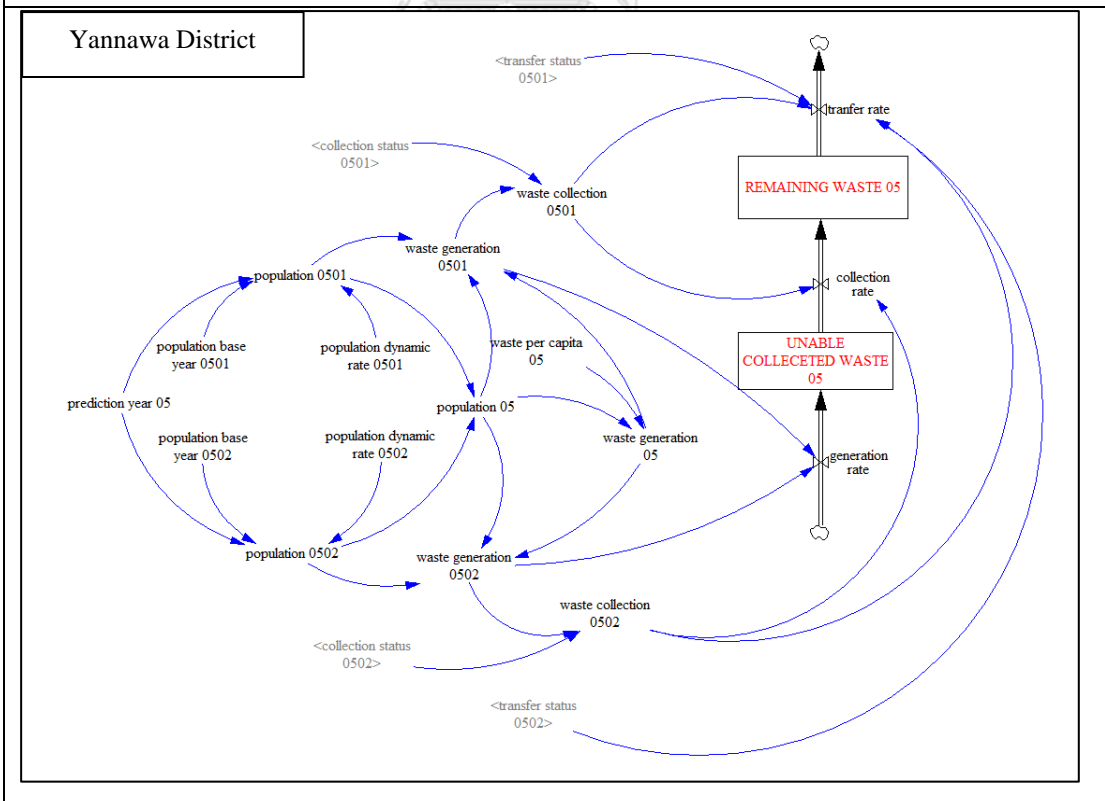 Yannawa District
<transfer status
0501>
tranfer rate
<collection status
0501>
REMAINING WASTE 05
waste collection
0501
waste generation
0501
population 0501
collection
rate
population base
year 0501
population dynamic
rate 0501
waste per capita
05
UNABLE
COLLECETED WASTE
05
prediction year 05
population 05
population base
year 0502
population dynamic
rate 0502
waste generation
05
generation
rate
population 0502
waste generation
0502
waste collection
0502
<collection status
0502>
<transfer status
0502>